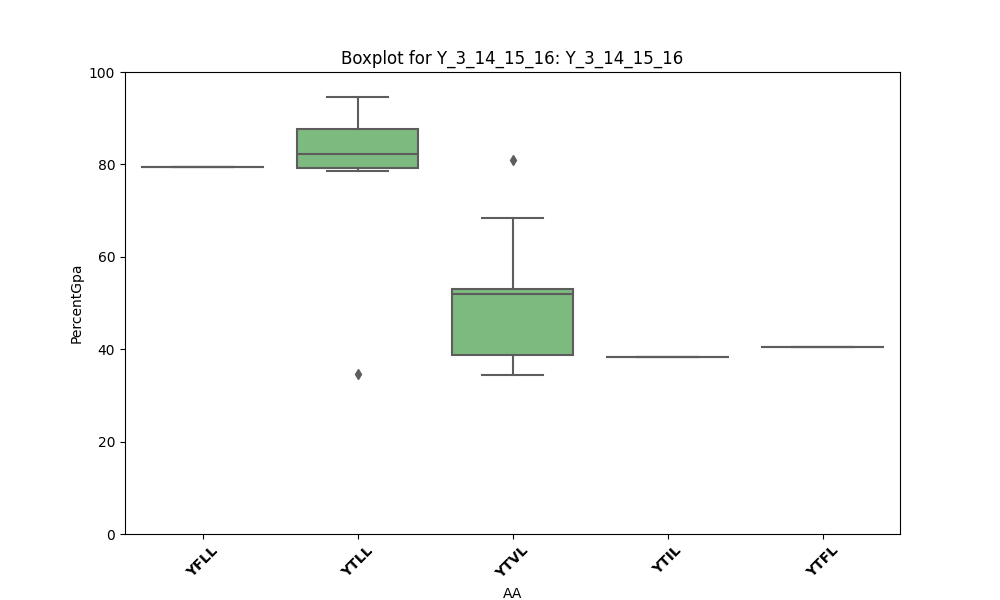 Boxplot for Y_3_14_15_16: Y_3_14_15_16
100
80
60
40
20
0
PercentGpa
YFLL
YTLL
YTVL
YTIL
YTFL
AA